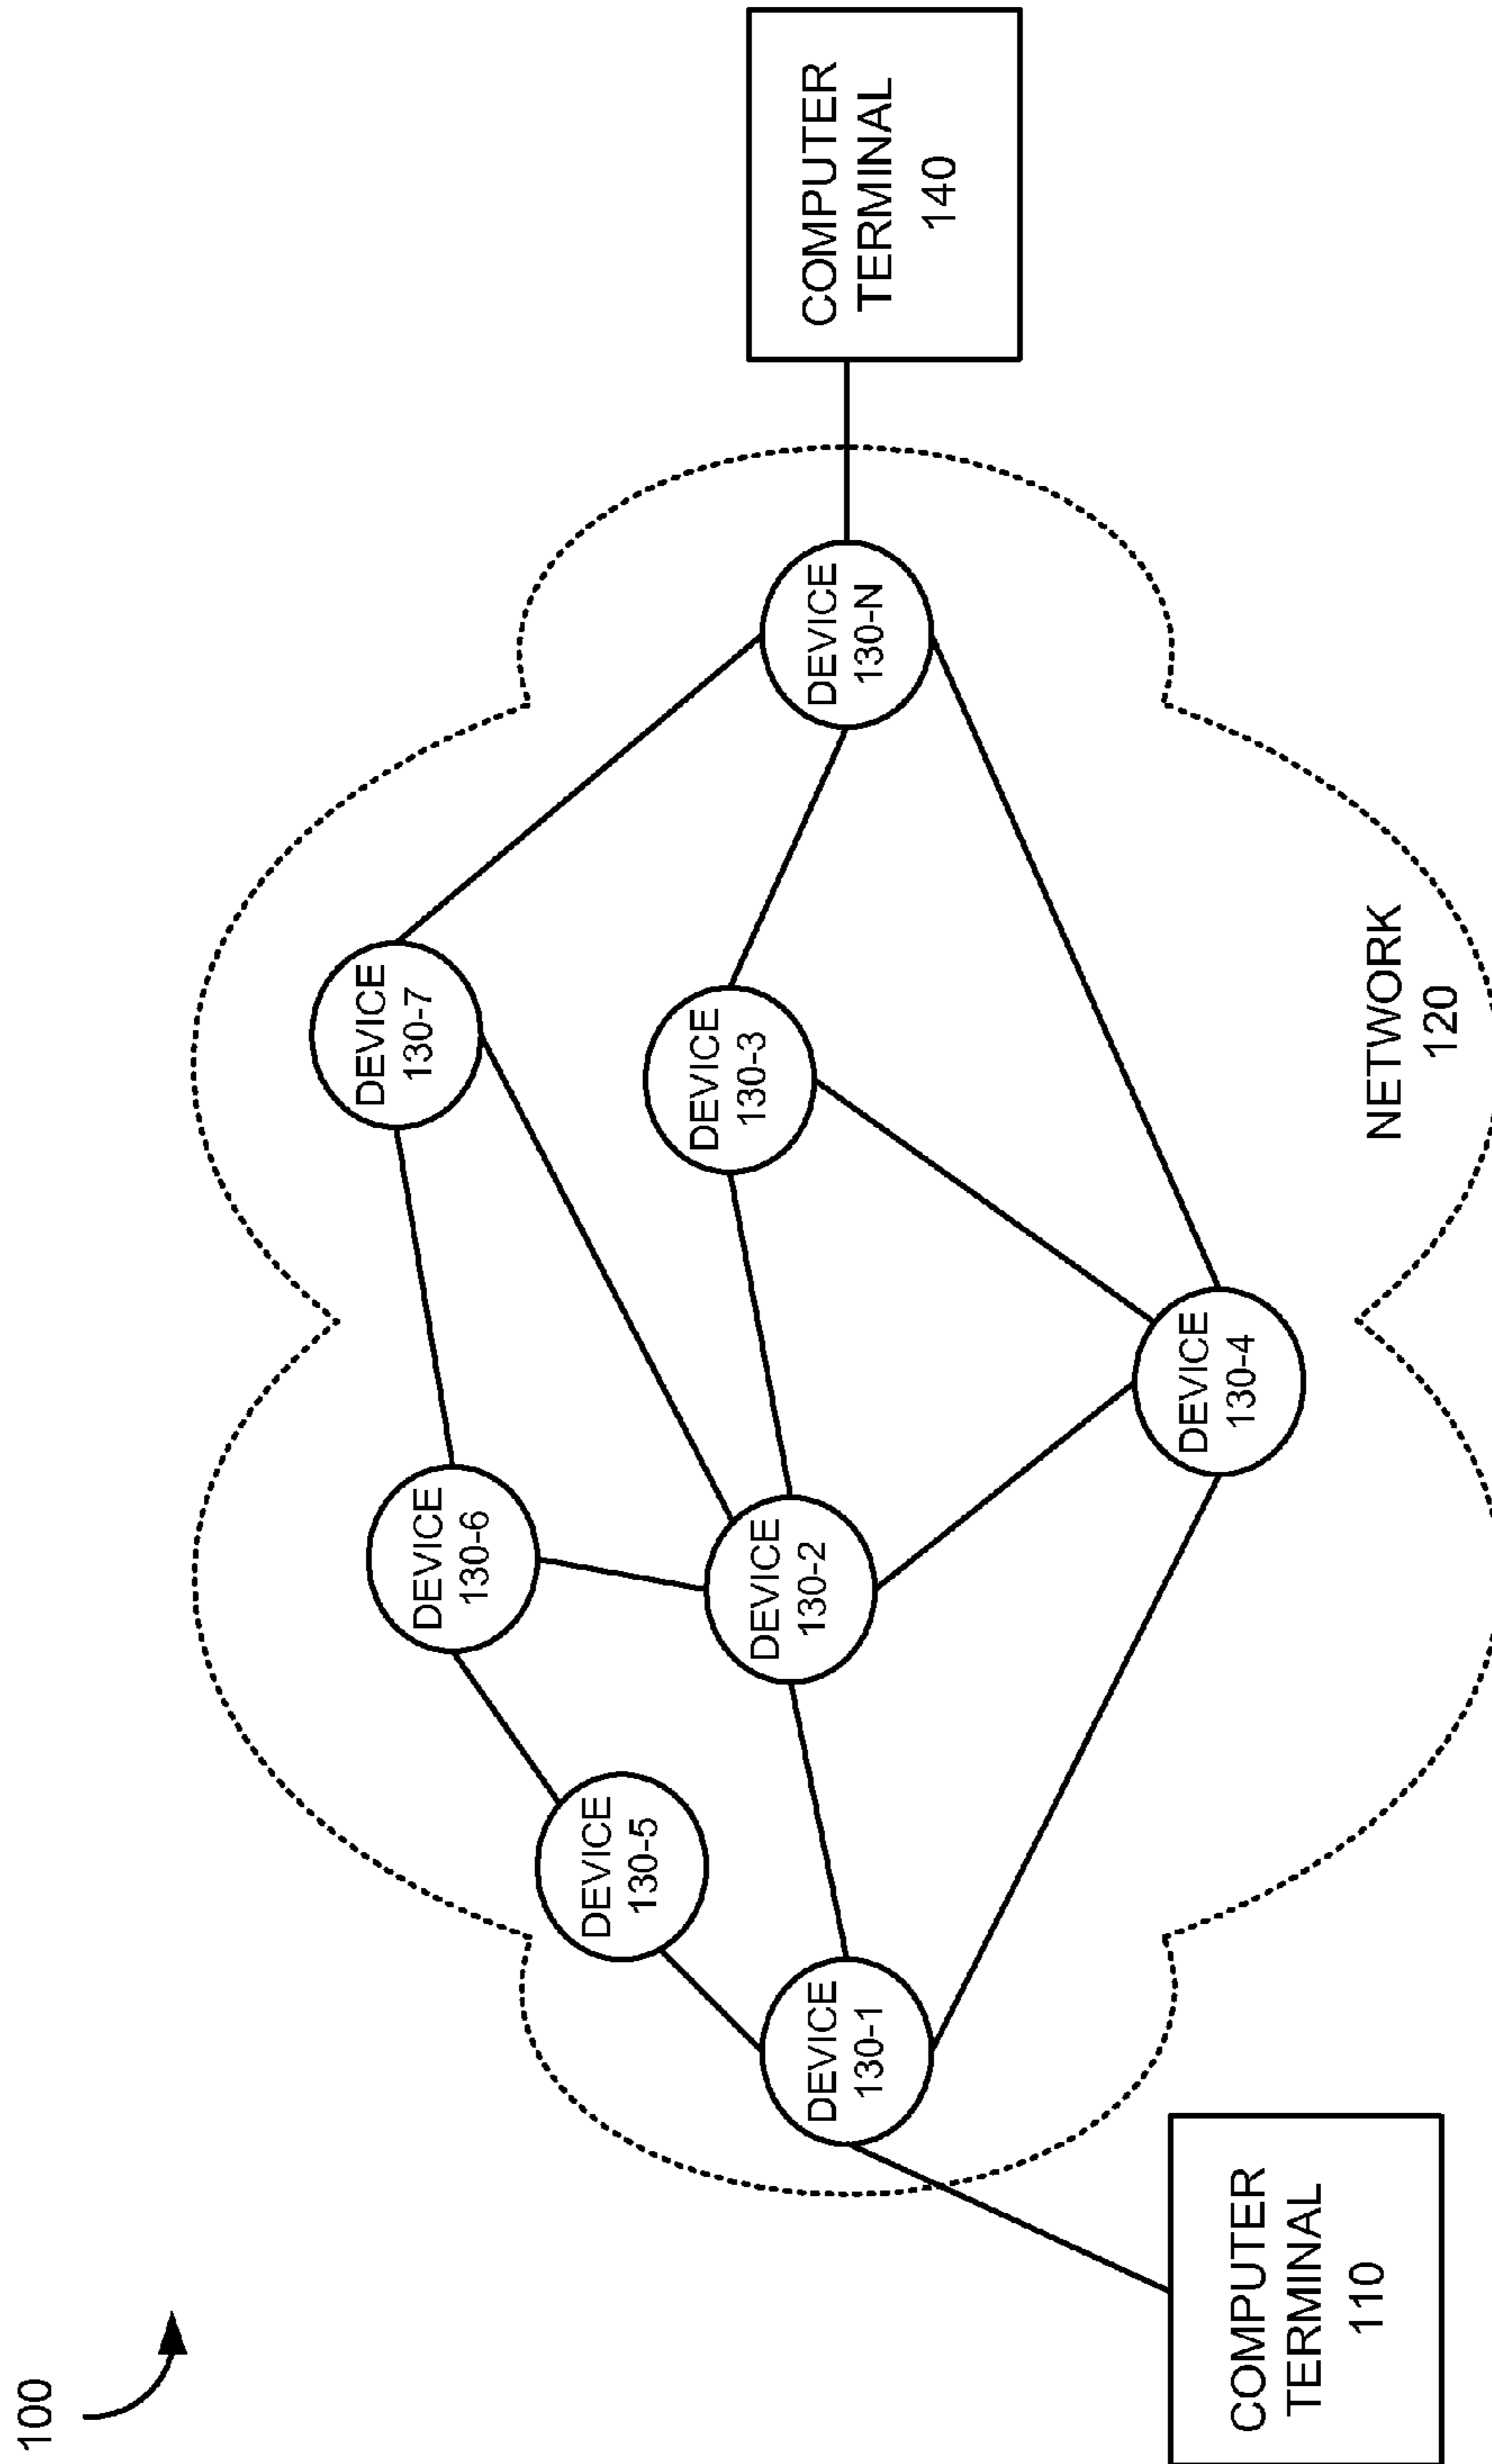 100
COMPUTER
TERMINAL
110
DEVICE
130-1
DEVICE
130-5
DEVICE
130-6
DEVICE
130-2
DEVICE
130-4
DEVICE
130-7
DEVICE
130-3
DEVICE
130-N
NETWORK
120
COMPUTER
TERMINAL
140